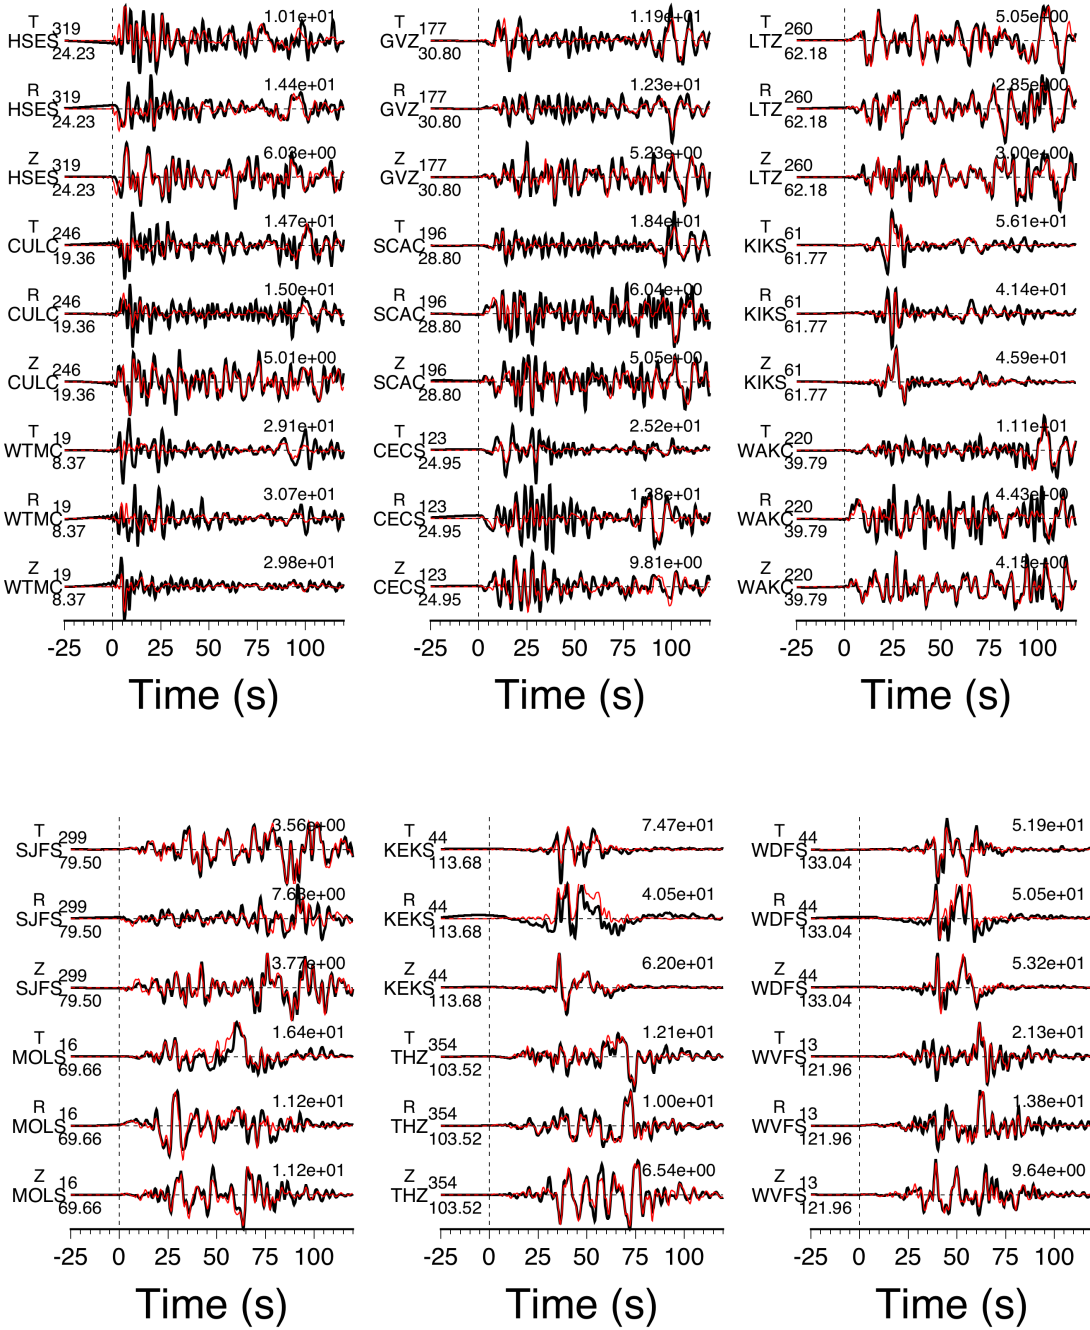 T 319 1.01e+01
HSES 24.23
R 319 1.44e+01
HSES 24.23
Z 319 6.03e+00
HSES 24.23
T 246 1.47e+01
CULC 19.36
R 246 1.50e+01
CULC 19.36
Z 246 5.01e+00
CULC 19.36
T 19 2.91e+01
WTMC 8.37
R 19 3.07e+01
WTMC 8.37
Z 19 2.98e+01
WTMC 8.37
-25 0 25 50 75 100
Time (s)
T 177 1.19e+01
GVZ 30.80
R 177 1.23e+01
GVZ 30.80
Z 177 5.23e+00
GVZ 30.80
T 196 1.84e+01
SCAC 28.80
R 196 6.04e+00
SCAC 28.80
Z 196 5.05e+00
SCAC 28.80
T 123 2.52e+01
CECS 24.95
R 123 1.38e+01
CECS 24.95
Z 123 9.81e+00
CECS 24.95
-25 0 25 50 75 100
Time (s)
T 260 5.05e+00
LTZ 62.18
R 260 2.85e+00
LTZ 62.18
Z 260 3.00e+00
LTZ 62.18
T 61 5.61e+01
KIKS 61.77
R 61 4.14e+01
KIKS 61.77
Z 61 4.59e+01
KIKS 61.77
T 220 1.11e+01
WAKC 39.79
R 220 4.43e+00
WAKC 39.79
Z 220 4.15e+00
WAKC 39.79
-25 0 25 50 75 100
Time (s)
T 299 3.56e+00
SJFS 79.50
R 299 7.63e+00
SJFS 79.50
Z 299 3.77e+00
SJFS 79.50
T 16 1.64e+01
MOLS 69.66
R 16 1.12e+01
MOLS 69.66
Z 16 1.12e+01
MOLS 69.66
-25 0 25 50 75 100
Time (s)
T 44 7.47e+01
KEKS 113.68
R 44 4.05e+01
KEKS 113.68
Z 44 6.20e+01
KEKS 113.68
T 354 1.21e+01
THZ 103.52
R 354 1.00e+01
THZ 103.52
Z 354 6.54e+00
THZ 103.52
-25 0 25 50 75 100
Time (s)
T 44 5.19e+01
WDFS 133.04
R 44 5.05e+01
WDFS 133.04
Z 44 5.32e+01
WDFS 133.04
T 13 2.13e+01
WVFS 121.96
R 13 1.38e+01
WVFS 121.96
Z 13 9.64e+00
WVFS 121.96
-25 0 25 50 75 100
Time (s)